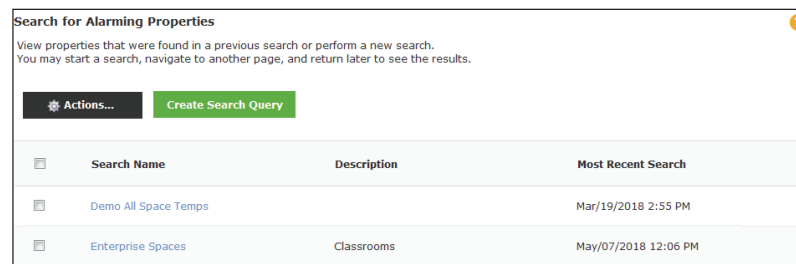 Search for Alarming Properties
View properties that were found in a previous search or perform a new search.
You may start a search, navigate to another page, and return later to see the results.
Actions... Create Search Query
Search Name Description Most Recent Search
Demo All Space Temps Mar/19/2018 2:55 PM
Enterprise Spaces Classrooms May/07/2018 12:06 PM